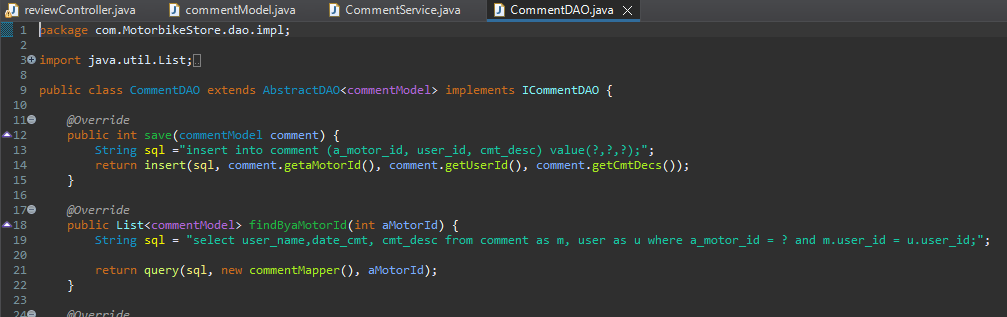 reviewController.java commentModel.java CommentService.java CommentDAO.java
1 package com.MotorbikeStore.dao.impl;
2
3 import java.util.List;
8
9 public class CommentDAO extends AbstractDAO<commentModel> implements ICommentDAO {
10
11 @Override
12 public int save(commentModel comment) {
13 String sql ="insert into comment (a_motor_id, user_id, cmt_desc) value(?,?,?);";
14 return insert(sql, comment.getaMotorId(), comment.getUserId(), comment.getCmtDecs());
15 }
16
17 @Override
18 public List<commentModel> findByaMotorId(int aMotorId) {
19 String sql = "select user_name,date_cmt, cmt_desc from comment as m, user as u where a_motor_id = ? and m.user_id = u.user_id;";
20
21 return query(sql, new commentMapper(), aMotorId);
22 }
23
24 @Override